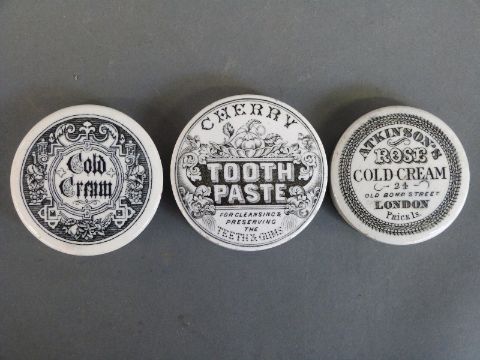 Cold
Cream
CHERRY
TOOTH
PASTE
FOR CLEANSING &
PRESERVING
THE
TEETH & GUMS
ATKINSON'S
ROSE
COLD CREAM
24
OLD BOND STREET
LONDON
Price 1s.